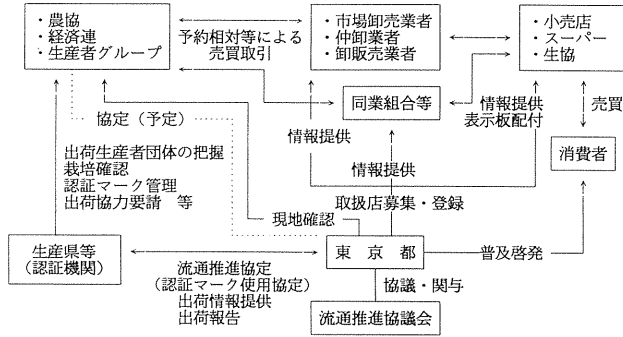 ・農協
・経済連
・生産者グループ
予約相対等による
売買取引
・市場卸売業者
・仲卸業者
・卸販売業者
・小売店
・スーパー
・生協
同業組合等
協定（予定）
情報提供
情報提供
表示板配付
売買
消費者
出荷生産者団体の把握
栽培確認
認証マーク管理
出荷協力要請　等
情報提供
取扱店募集・登録
現地確認
生産県等
（認証機関）
東　京　都
普及啓発
流通推進協定
（認証マーク使用協定）
出荷情報提供
出荷報告
協議・関与
流通推進協議会